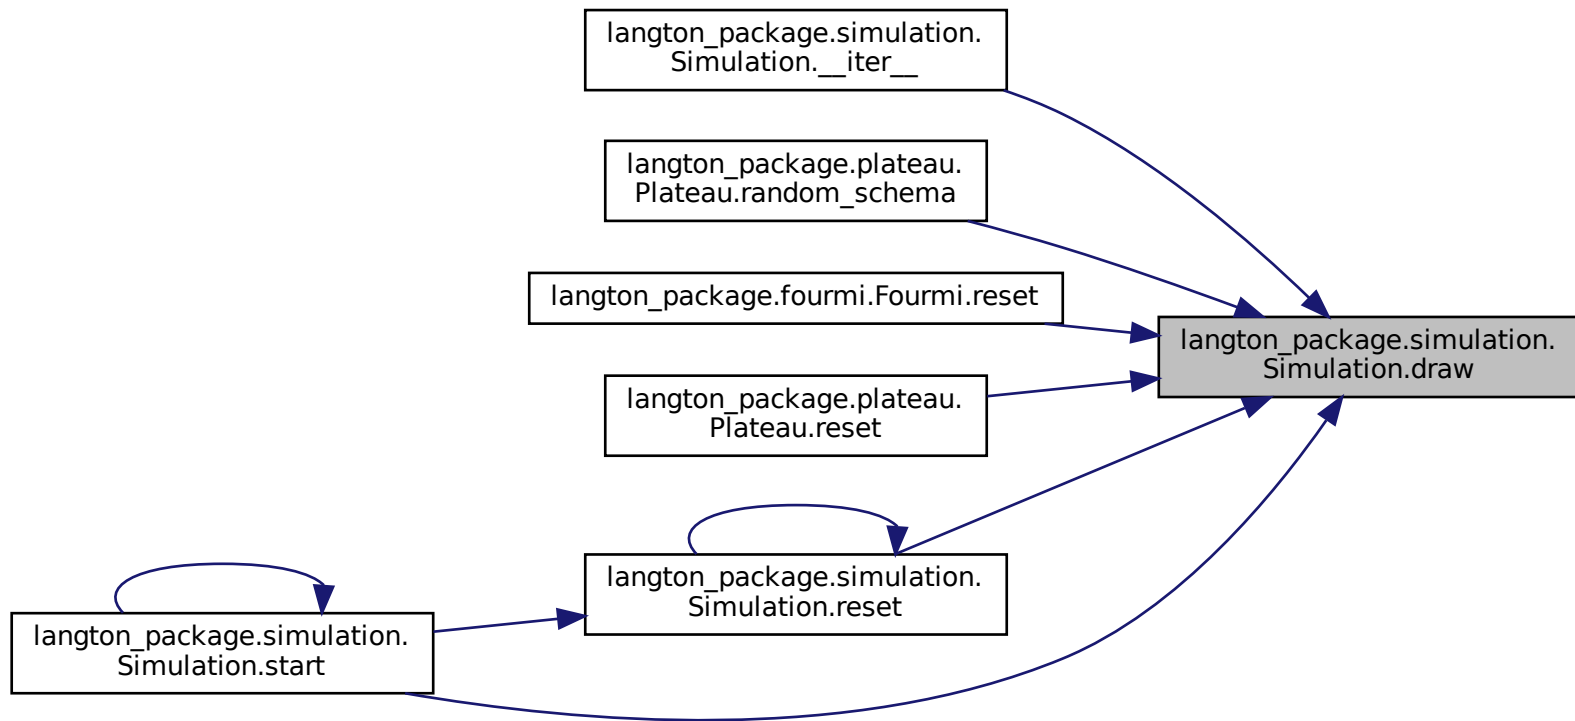 langton_package.simulation.
Simulation.__iter__
langton_package.plateau.
Plateau.random_schema
langton_package.fourmi.Fourmi.reset
langton_package.simulation.
Simulation.draw
langton_package.plateau.
Plateau.reset
langton_package.simulation.
Simulation.reset
langton_package.simulation.
Simulation.start